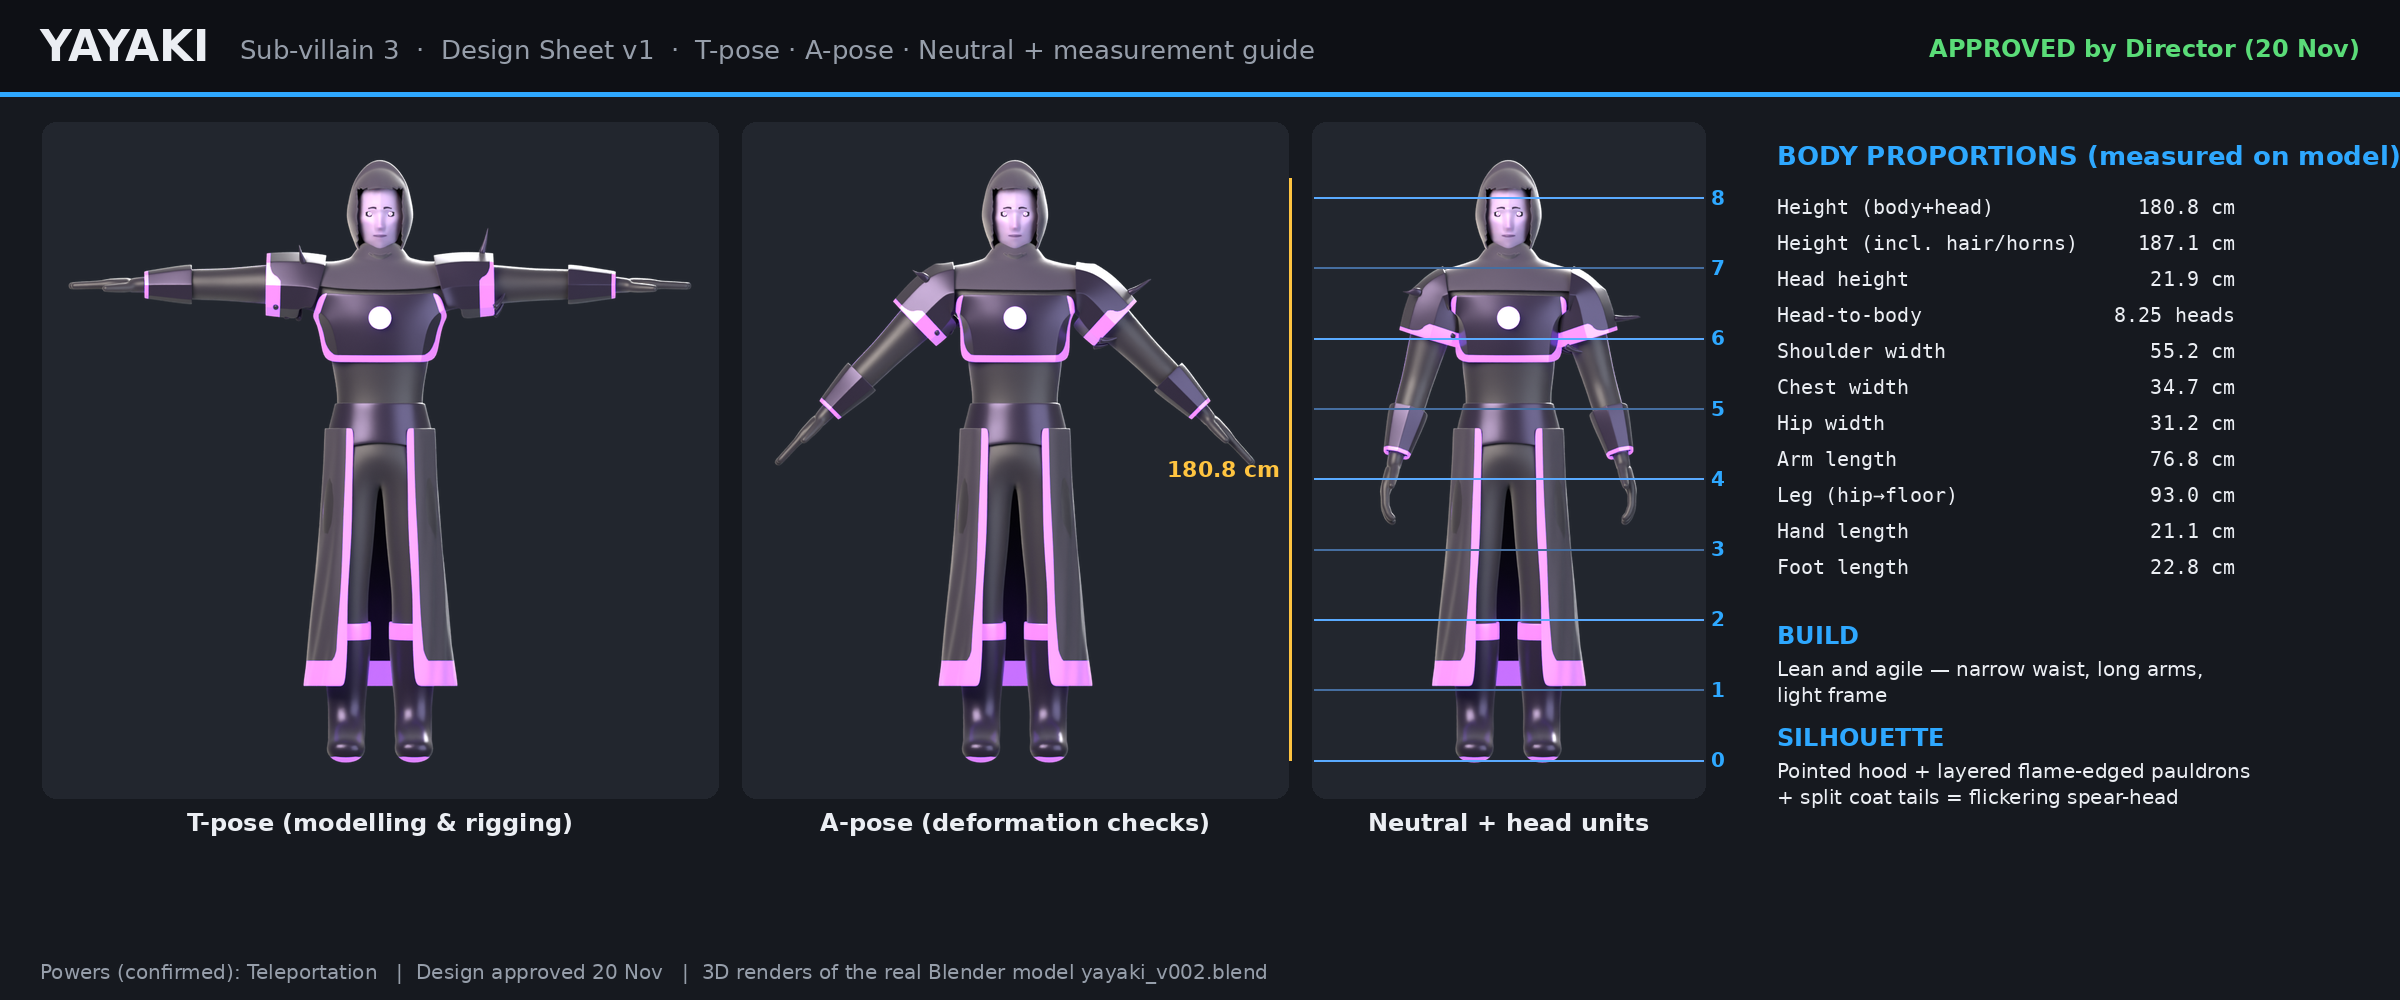 YAYAKI Sub-villain 3 · Design Sheet v1 · T-pose · A-pose · Neutral + measurement guide
APPROVED by Director (20 Nov)
180.8 cm
8
7
6
5
4
3
2
1
0
T-pose (modelling & rigging)
A-pose (deformation checks)
Neutral + head units
BODY PROPORTIONS (measured on model)
Height (body+head) 180.8 cm
Height (incl. hair/horns) 187.1 cm
Head height 21.9 cm
Head-to-body 8.25 heads
Shoulder width 55.2 cm
Chest width 34.7 cm
Hip width 31.2 cm
Arm length 76.8 cm
Leg (hip→floor) 93.0 cm
Hand length 21.1 cm
Foot length 22.8 cm
BUILD
Lean and agile — narrow waist, long arms,
light frame
SILHOUETTE
Pointed hood + layered flame-edged pauldrons
+ split coat tails = flickering spear-head
Powers (confirmed): Teleportation | Design approved 20 Nov | 3D renders of the real Blender model yayaki_v002.blend